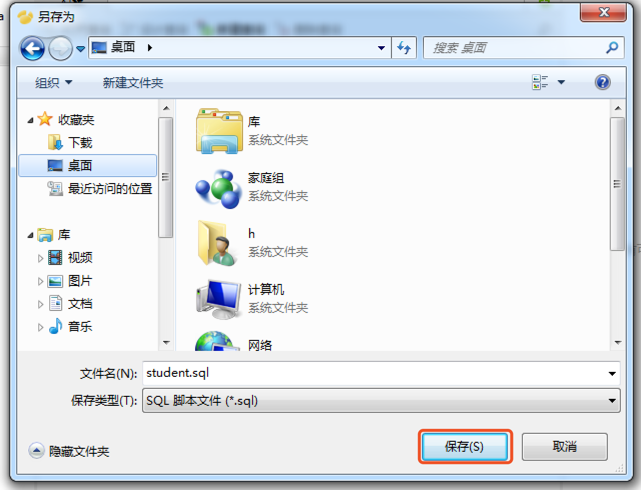 另存为
桌面
搜索 桌面
组织
新建文件夹
收藏夹
下载
桌面
最近访问的位置
库
视频
图片
文档
音乐
库
系统文件夹
家庭组
系统文件夹
h
系统文件夹
计算机
系统文件夹
网络
文件名(N):
student.sql
保存类型(T):
SQL 脚本文件 (*.sql)
隐藏文件夹
保存(S)
取消